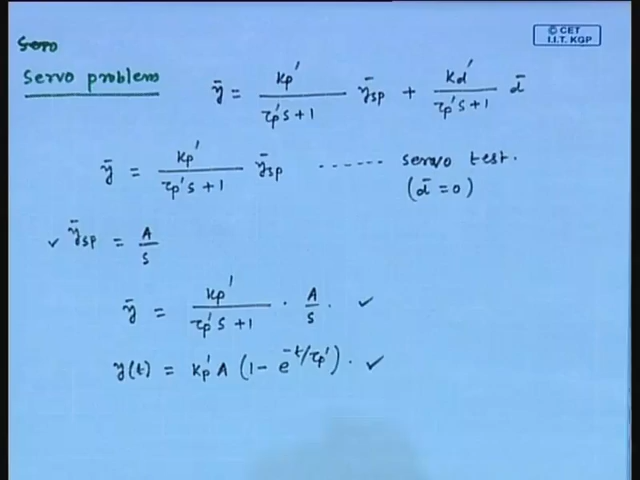 © CET
I.I.T. KGP
Servo
Servo problem
ȳ = Kp'/(τp's+1) ȳsp + Kd'/(τp's+1) d̄
ȳ = Kp'/(τp's+1) ȳsp ...... servo test.
(d̄ = 0)
✓ ȳsp = A/s
ȳ = Kp'/(τp's+1) · A/s. ✓
y(t) = Kp'A (1- e^(-t/τp')). ✓